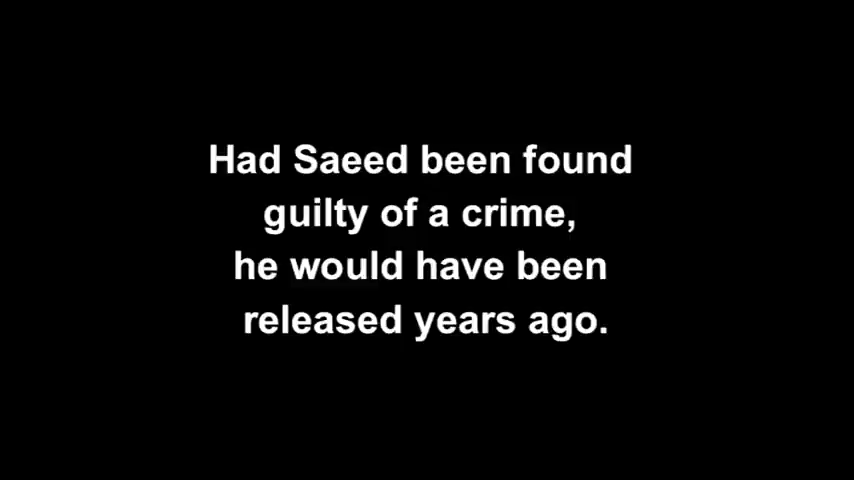 Had Saeed been found
guilty of a crime,
he would have been
released years ago.